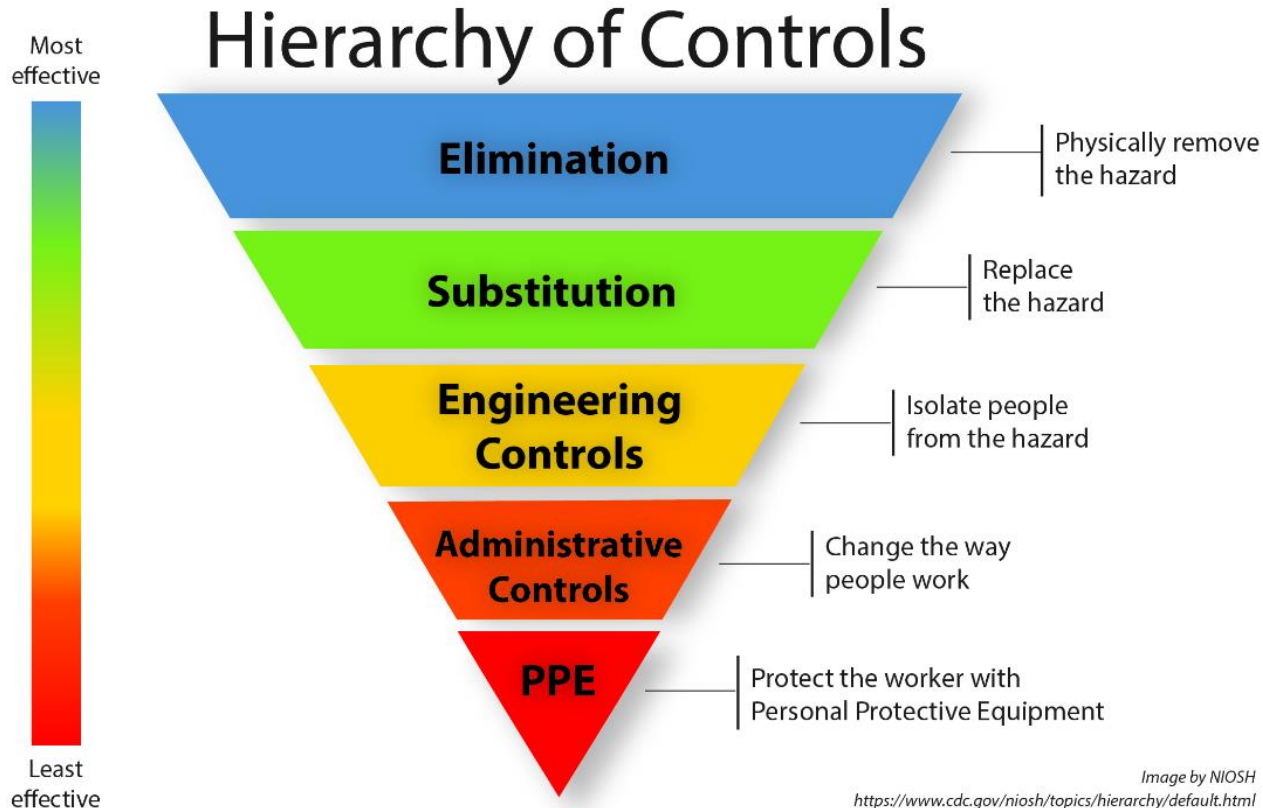 Hierarchy of Controls
Most
effective
Elimination
Physically remove
the hazard
Substitution
Replace
the hazard
Engineering
Controls
Isolate people
from the hazard
Administrative
Controls
Change the way
people work
PPE
Protect the worker with
Personal Protective Equipment
Least
effective
Image by NIOSH
https://www.cdc.gov/niosh/topics/hierarchy/default.html